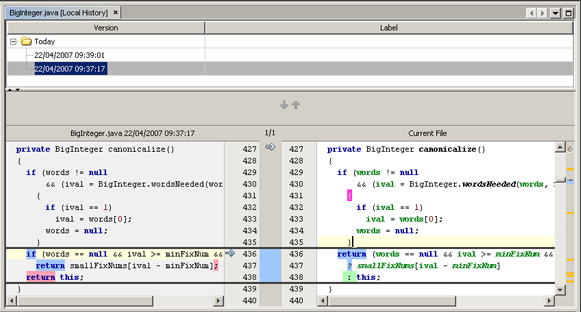 BigInteger.java [Local History] ×
Version Label
Today
22/04/2007 09:39:01
22/04/2007 09:37:17
BigInteger.java 22/04/2007 09:37:17 1/1 Current File
private BigInteger canonicalize() 427 427 private BigInteger canonicalize()
{ 428 428 {
if (words != null 429 429 if (words != null
&& (ival = BigInteger.wordsNeeded(wor 430 430 && (ival = BigInteger.wordsNeeded(words, 
{ 431 431 {
if (ival == 1) 432 432 if (ival == 1)
ival = words[0]; 433 433 ival = words[0];
words = null; 434 434 words = null;
} 435 435 }
if (words == null && ival >= minFixNum && 436 436 return (words == null && ival >= minFixNum &&
return smallFixNums[ival - minFixNum]; 437 437 ? smallFixNums[ival - minFixNum]
return this; 438 438 : this;
} 439 439 }
440 440